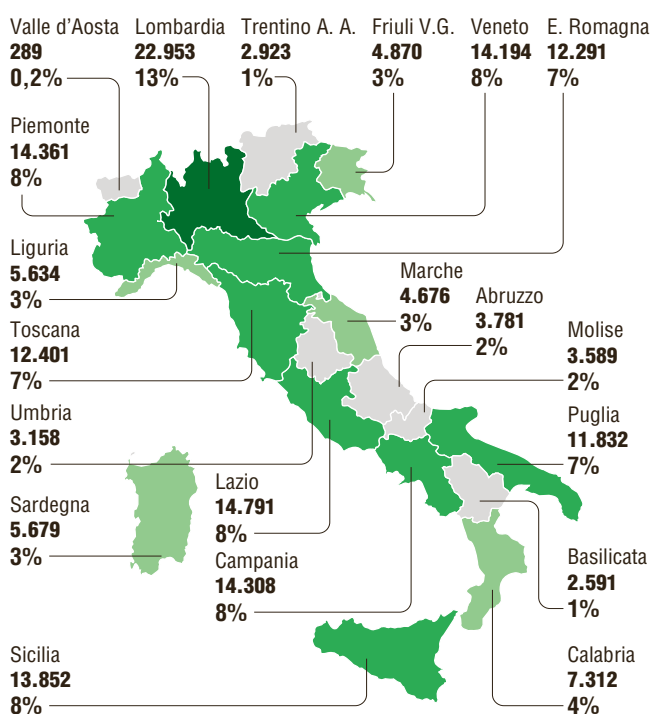 Valle d’Aosta
289
0,2%
Lombardia
22.953
13%
Trentino A. A.
2.923
1%
Friuli V.G.
4.870
3%
Veneto
14.194
8%
E. Romagna
12.291
7%
Piemonte
14.361
8%
Liguria
5.634
3%
Marche
4.676
3%
Abruzzo
3.781
2%
Molise
3.589
2%
Toscana
12.401
7%
Umbria
3.158
2%
Puglia
11.832
7%
Sardegna
5.679
3%
Lazio
14.791
8%
Campania
14.308
8%
Basilicata
2.591
1%
Sicilia
13.852
8%
Calabria
7.312
4%